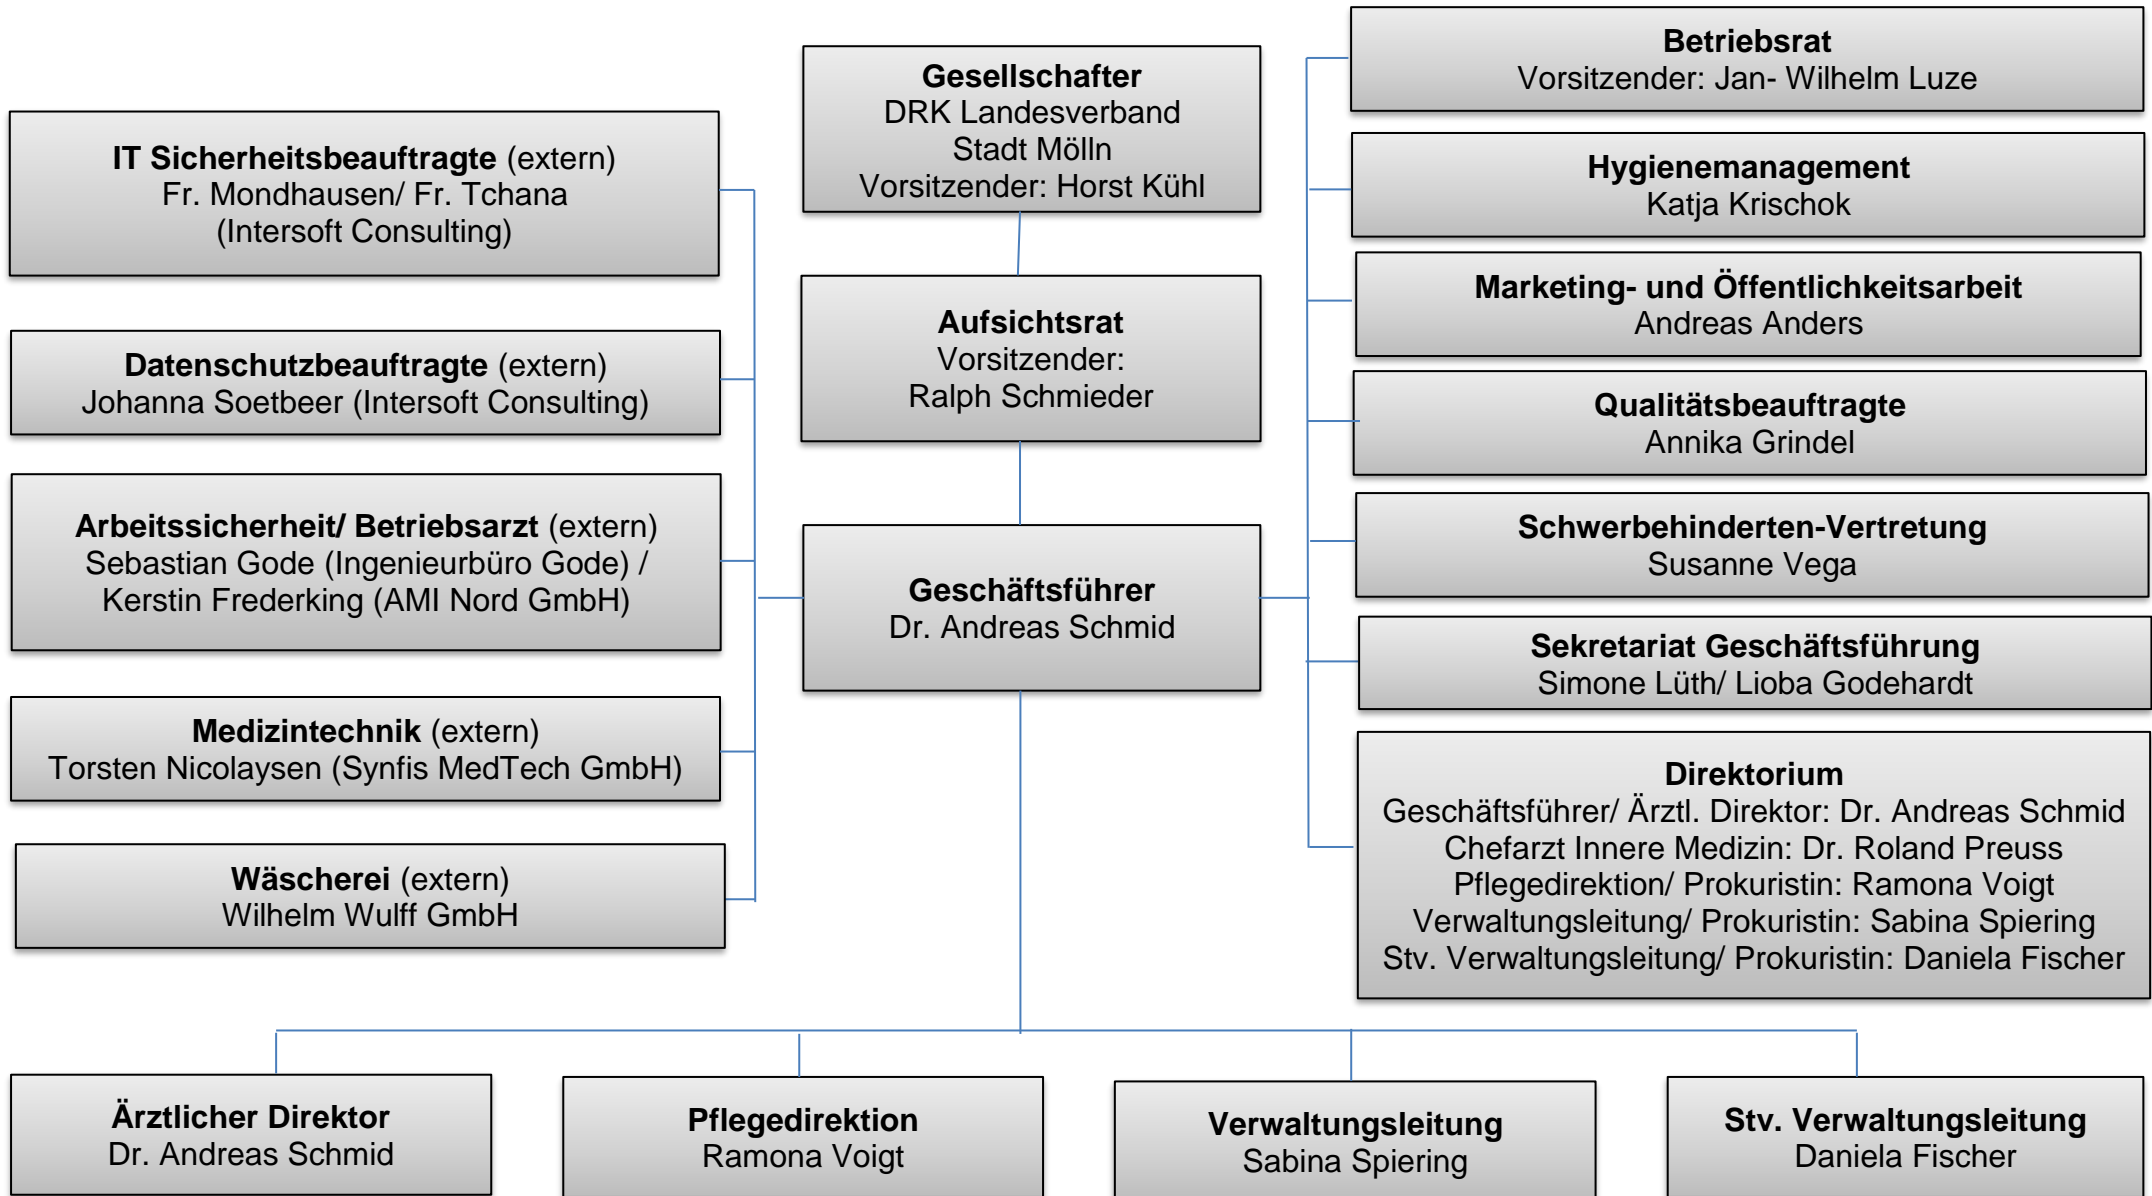 IT Sicherheitsbeauftragte (extern)
Fr. Mondhausen/ Fr. Tchana
(Intersoft Consulting)
Datenschutzbeauftragte (extern)
Johanna Soetbeer (Intersoft Consulting)
Arbeitssicherheit/ Betriebsarzt (extern)
Sebastian Gode (Ingenieurbüro Gode) /
Kerstin Frederking (AMI Nord GmbH)
Medizintechnik (extern)
Torsten Nicolaysen (Synfis MedTech GmbH)
Wäscherei (extern)
Wilhelm Wulff GmbH
Gesellschafter
DRK Landesverband
Stadt Mölln
Vorsitzender: Horst Kühl
Aufsichtsrat
Vorsitzender:
Ralph Schmieder
Geschäftsführer
Dr. Andreas Schmid
Betriebsrat
Vorsitzender: Jan- Wilhelm Luze
Hygienemanagement
Katja Krischok
Marketing- und Öffentlichkeitsarbeit
Andreas Anders
Qualitätsbeauftragte
Annika Grindel
Schwerbehinderten-Vertretung
Susanne Vega
Sekretariat Geschäftsführung
Simone Lüth/ Lioba Godehardt
Direktorium
Geschäftsführer/ Ärztl. Direktor: Dr. Andreas Schmid
Chefarzt Innere Medizin: Dr. Roland Preuss
Pflegedirektion/ Prokuristin: Ramona Voigt
Verwaltungsleitung/ Prokuristin: Sabina Spiering
Stv. Verwaltungsleitung/ Prokuristin: Daniela Fischer
Ärztlicher Direktor
Dr. Andreas Schmid
Pflegedirektion
Ramona Voigt
Verwaltungsleitung
Sabina Spiering
Stv. Verwaltungsleitung
Daniela Fischer